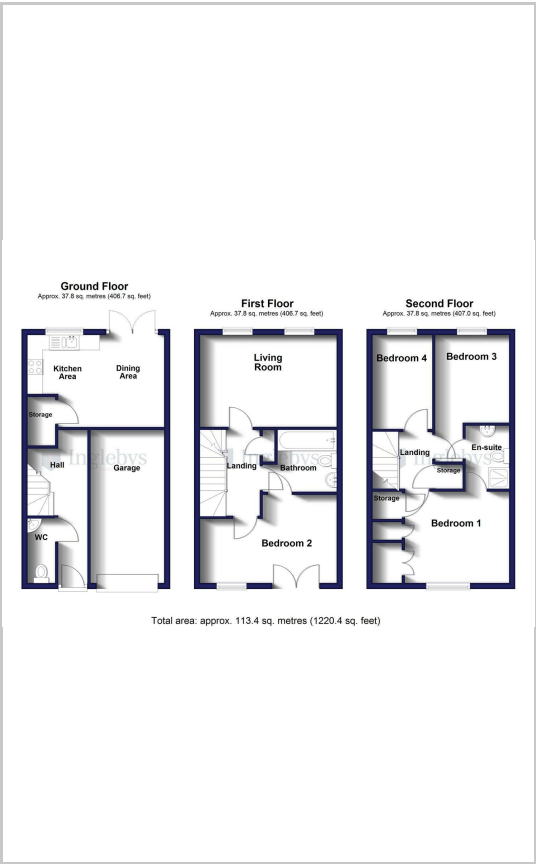 Ground Floor
Approx. 37.8 sq. metres (406.7 sq. feet)
Kitchen
Area
Dining
Area
Storage
Hall
Garage
WC
Inglebys
First Floor
Approx. 37.8 sq. metres (406.7 sq. feet)
Living
Room
Landing
Bathroom
Bedroom 2
Inglebys
Second Floor
Approx. 37.8 sq. metres (407.0 sq. feet)
Bedroom 4
Bedroom 3
Landing
En-suite
Storage
Storage
Bedroom 1
Inglebys
Total area: approx. 113.4 sq. metres (1220.4 sq. feet)